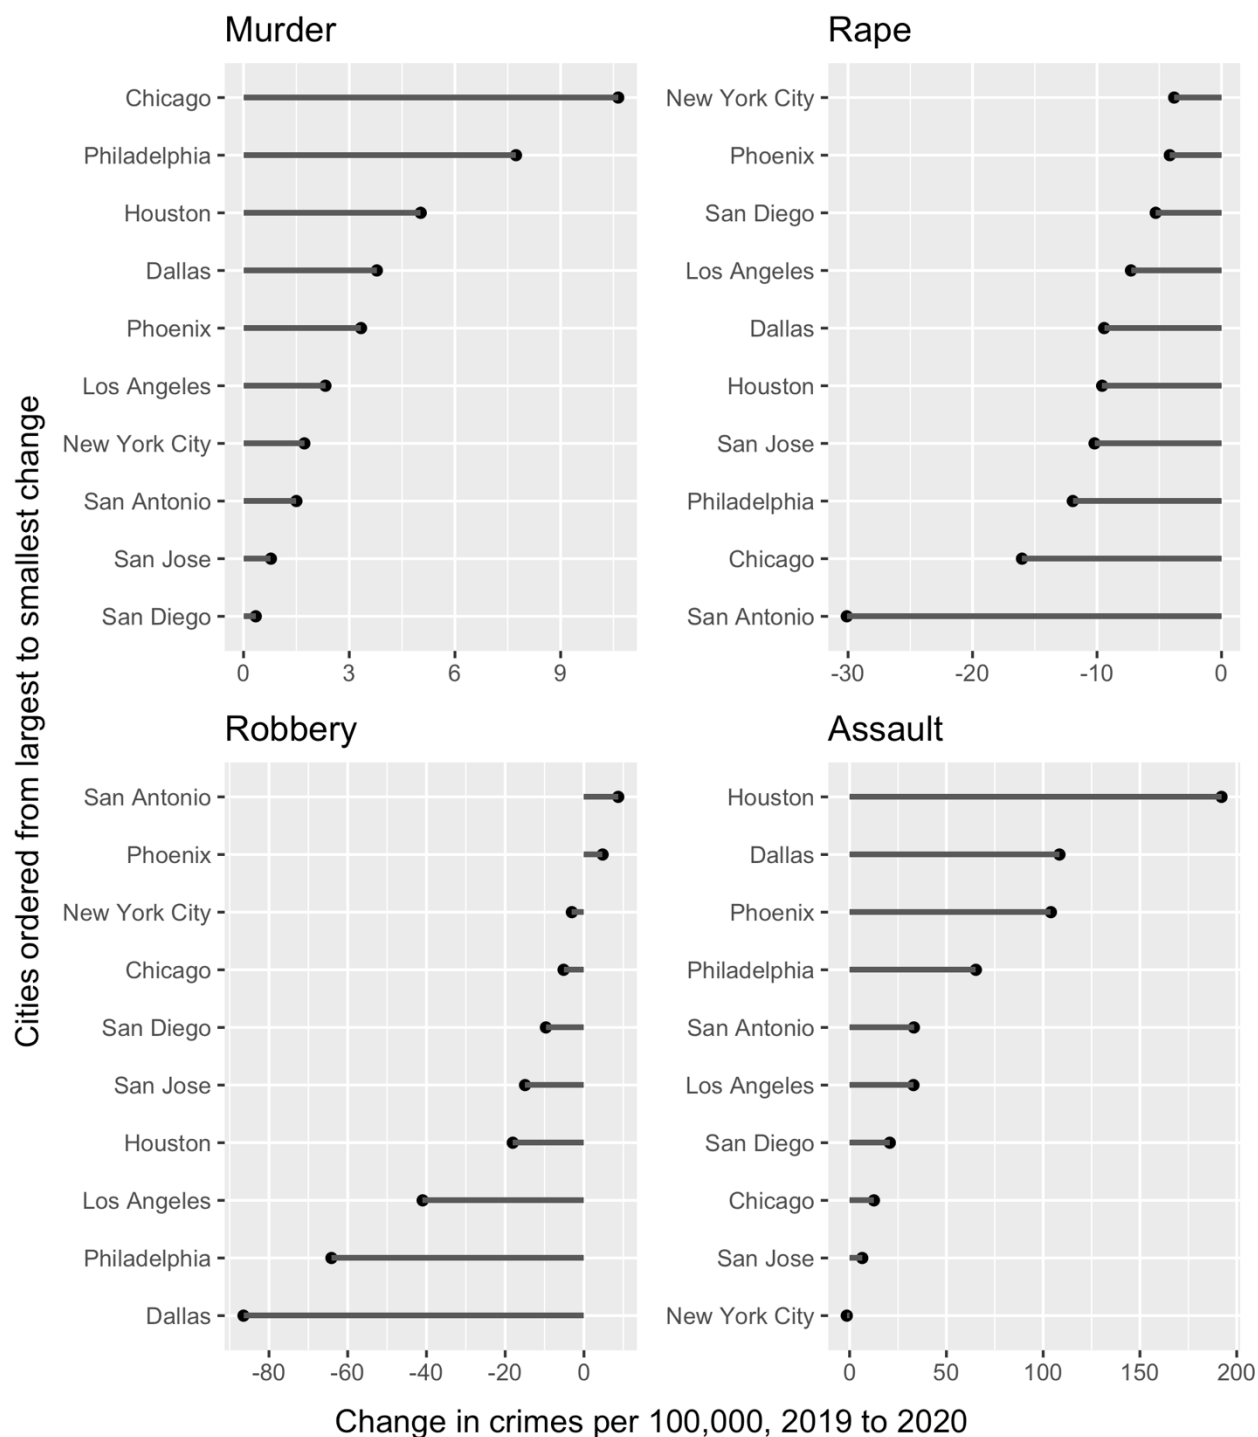 Murder
Chicago
Philadelphia
Houston
Dallas
Phoenix
Los Angeles
New York City
San Antonio
San Jose
San Diego
0 3 6 9
Rape
New York City
Phoenix
San Diego
Los Angeles
Dallas
Houston
San Jose
Philadelphia
Chicago
San Antonio
-30 -20 -10 0
Cities ordered from largest to smallest change
Robbery
San Antonio
Phoenix
New York City
Chicago
San Diego
San Jose
Houston
Los Angeles
Philadelphia
Dallas
-80 -60 -40 -20 0
Assault
Houston
Dallas
Phoenix
Philadelphia
San Antonio
Los Angeles
San Diego
Chicago
San Jose
New York City
0 50 100 150 200
Change in crimes per 100,000, 2019 to 2020